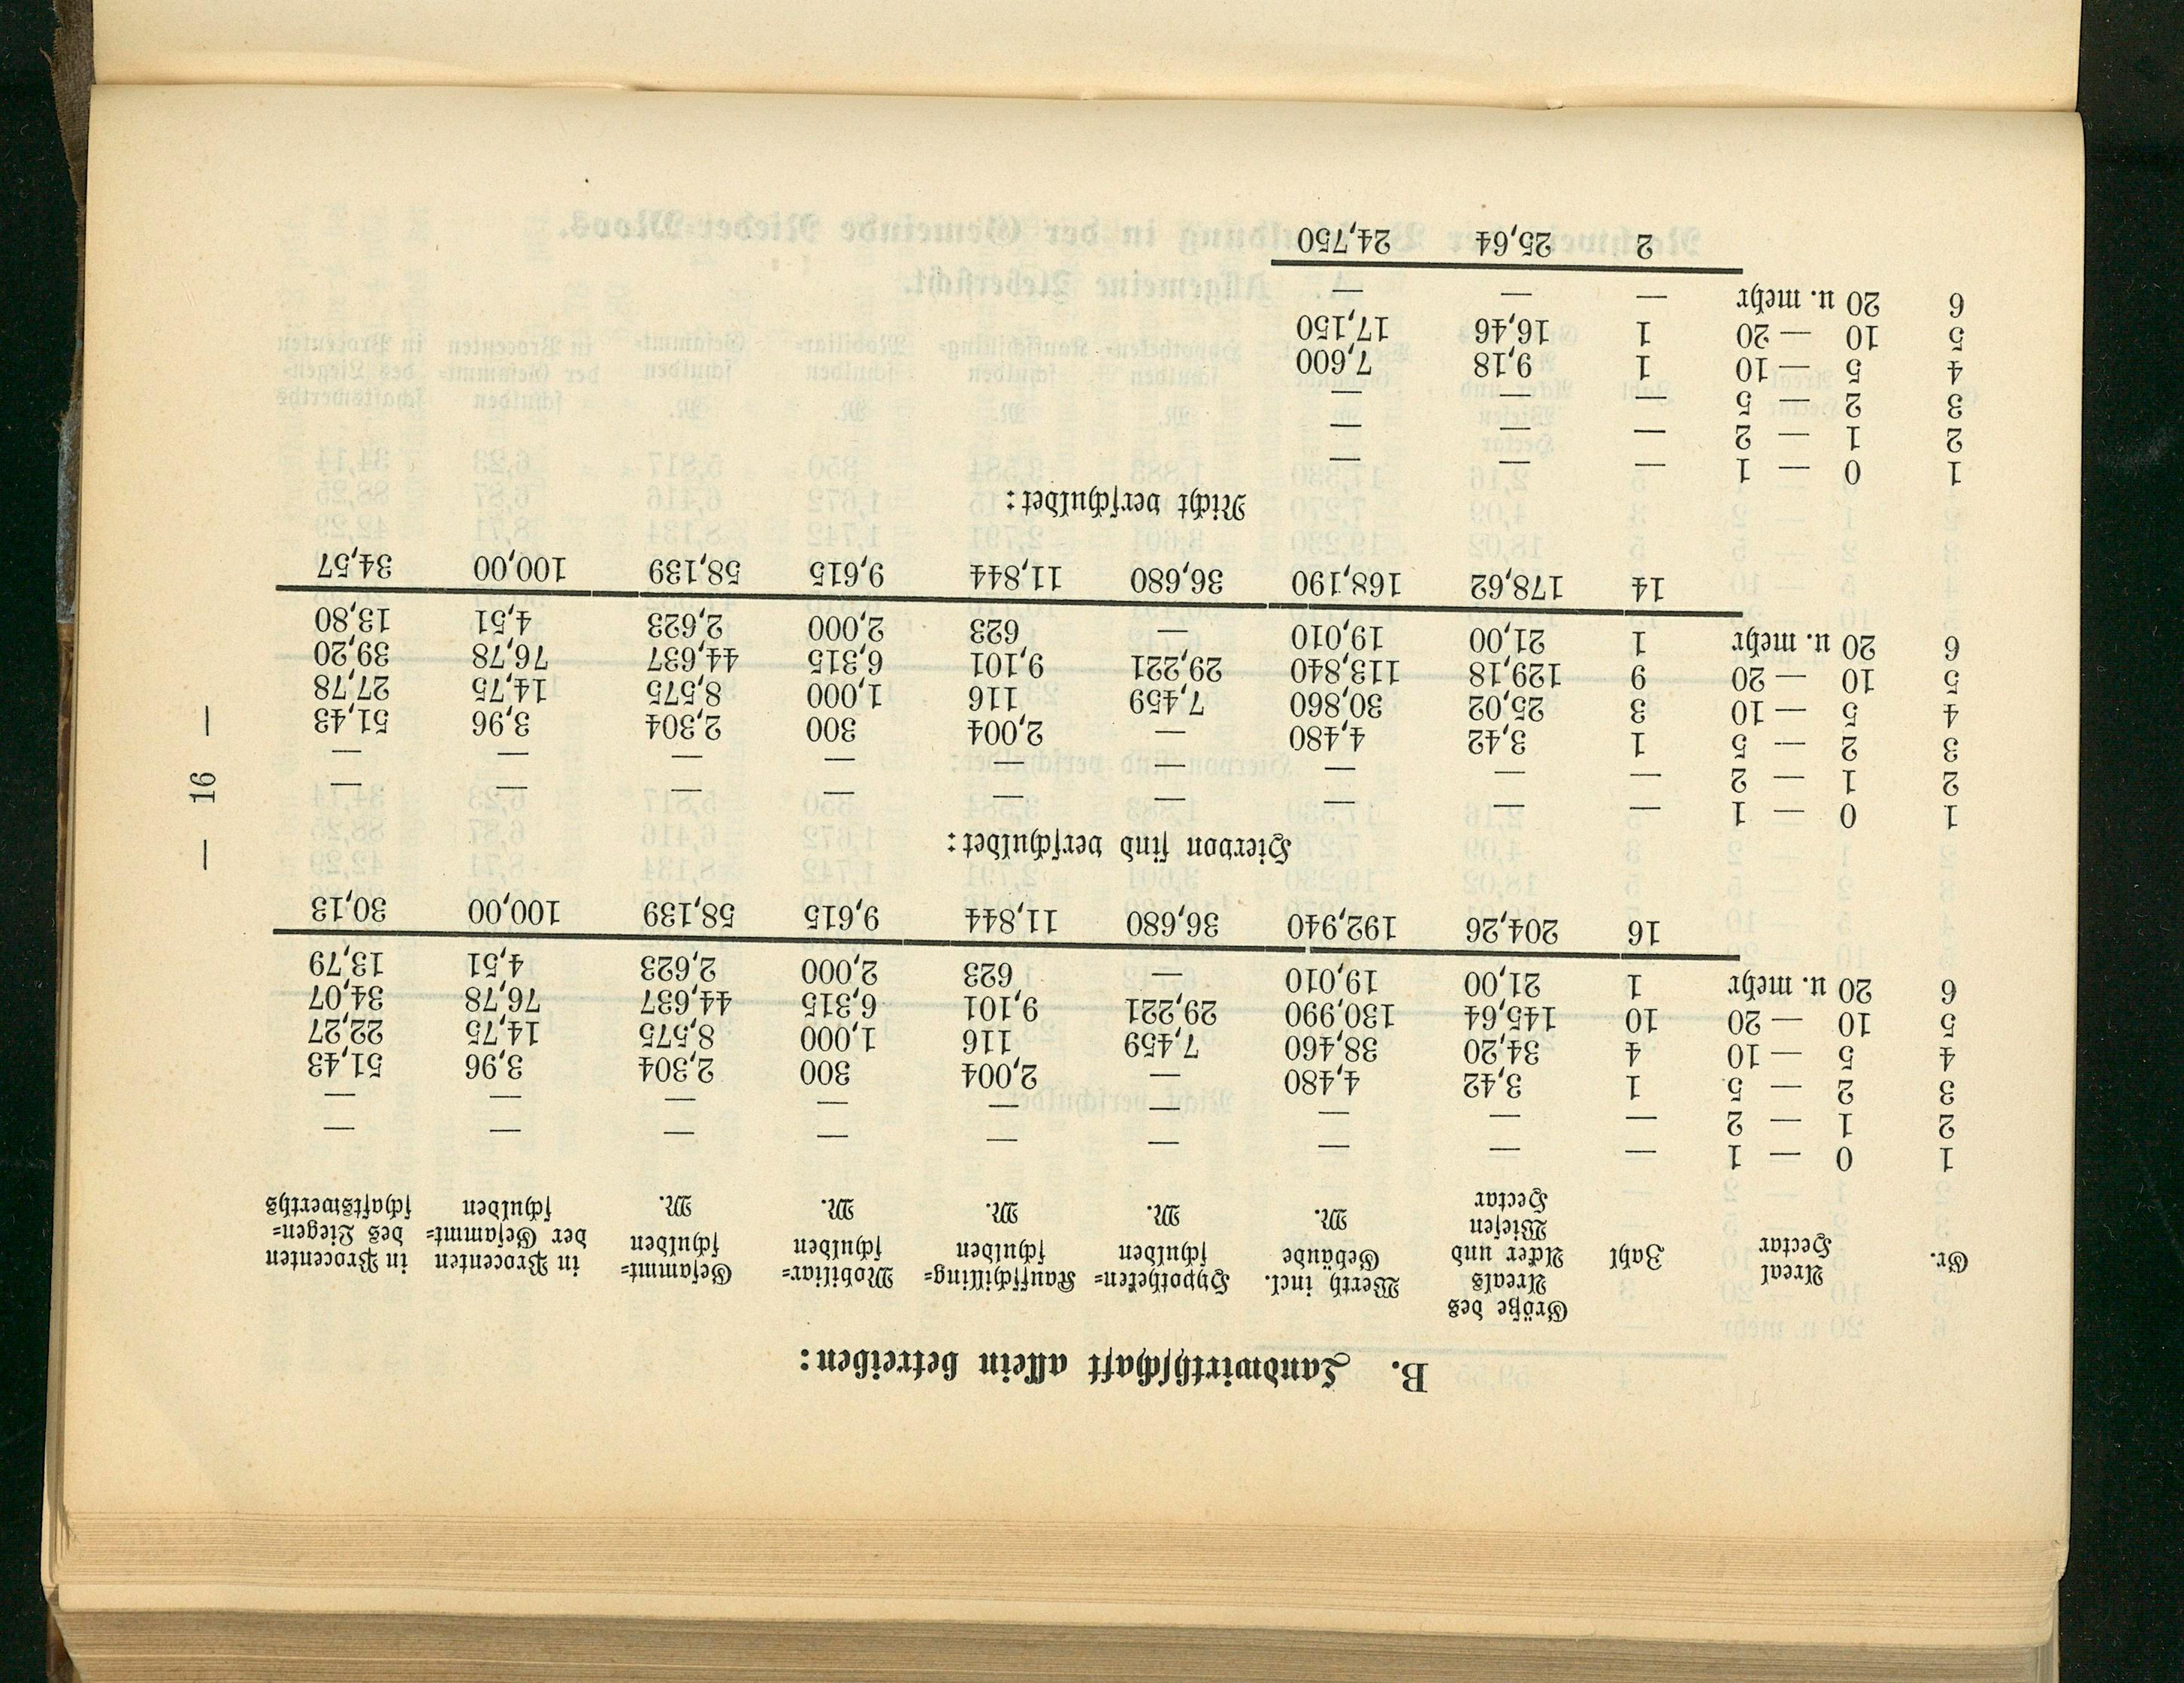 — 16 —
B. Landwirthschaft allein betreiben:
Gr. Areal Hectar Zahl Größe des Areals Acker und Wiesen Hectar Werth incl. Gebäude M. Hypotheken-schulden M. Kaufschilling-schulden M. Mobiliar-schulden M. Gesammt-schulden M. in Procenten der Gesammt-schulden in Procenten des Liegen-schaftswerths
1 0 — 1 — — — — — — — — —
2 1 — 2 — — — — — — — — —
3 2 — 5 1 3,42 4,480 — 2,004 300 2,304 3,96 51,43
4 5 — 10 4 34,20 38,460 7,459 116 1,000 8,575 14,75 22,27
5 10 — 20 10 145,64 130,990 29,221 9,101 6,315 44,637 76,78 34,07
6 20 u. mehr 1 21,00 19,010 — 623 2,000 2,623 4,51 13,79
16 204,26 192,940 36,680 11,844 9,615 58,139 100,00 30,13
Hiervon sind verschuldet:
1 0 — 1 — — — — — — — — —
2 1 — 2 — — — — — — — — —
3 2 — 5 1 3,42 4,480 — 2,004 300 2,304 3,96 51,43
4 5 — 10 3 25,02 30,860 7,459 116 1,000 8,575 14,75 27,78
5 10 — 20 9 129,18 113,840 29,221 9,101 6,315 44,637 76,78 39,20
6 20 u. mehr 1 21,00 19,010 — 623 2,000 2,623 4,51 13,80
14 178,62 168,190 36,680 11,844 9,615 58,139 100,00 34,57
Nicht verschuldet:
1 0 — 1 — — —
2 1 — 2 — — —
3 2 — 5 — — —
4 5 — 10 1 9,18 7,600
5 10 — 20 1 16,46 17,150
6 20 u. mehr — — —
2 25,64 24,750